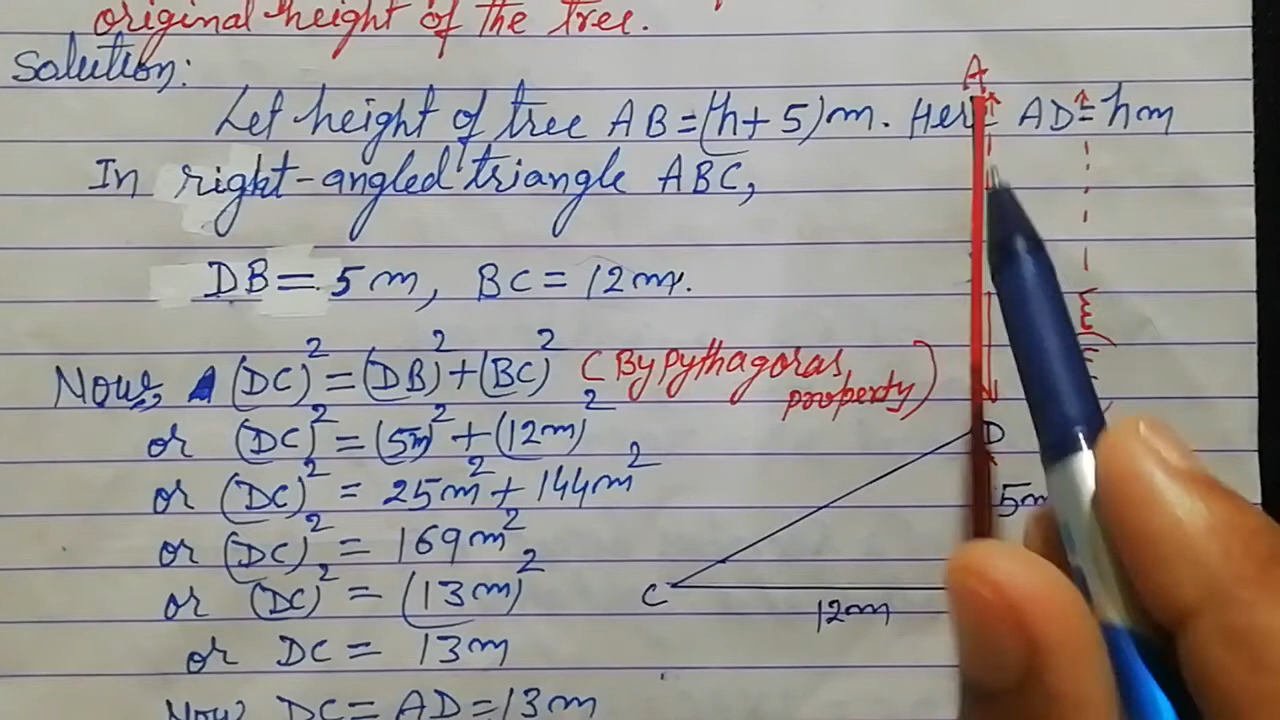 original height of the tree.
Solution:
Let height of tree AB = (h + 5) m. Here AD = h m
In right-angled triangle ABC,
DB = 5 m, BC = 12 m.
Now, (DC)² = (DB)² + (BC)² (By pythagoras property)
or (DC)² = (5m)² + (12m)²
or (DC)² = 25m² + 144m²
or (DC)² = 169m²
or (DC)² = (13m)²
or DC = 13m
Now DC = AD = 13m
A
D
5m
C
12m